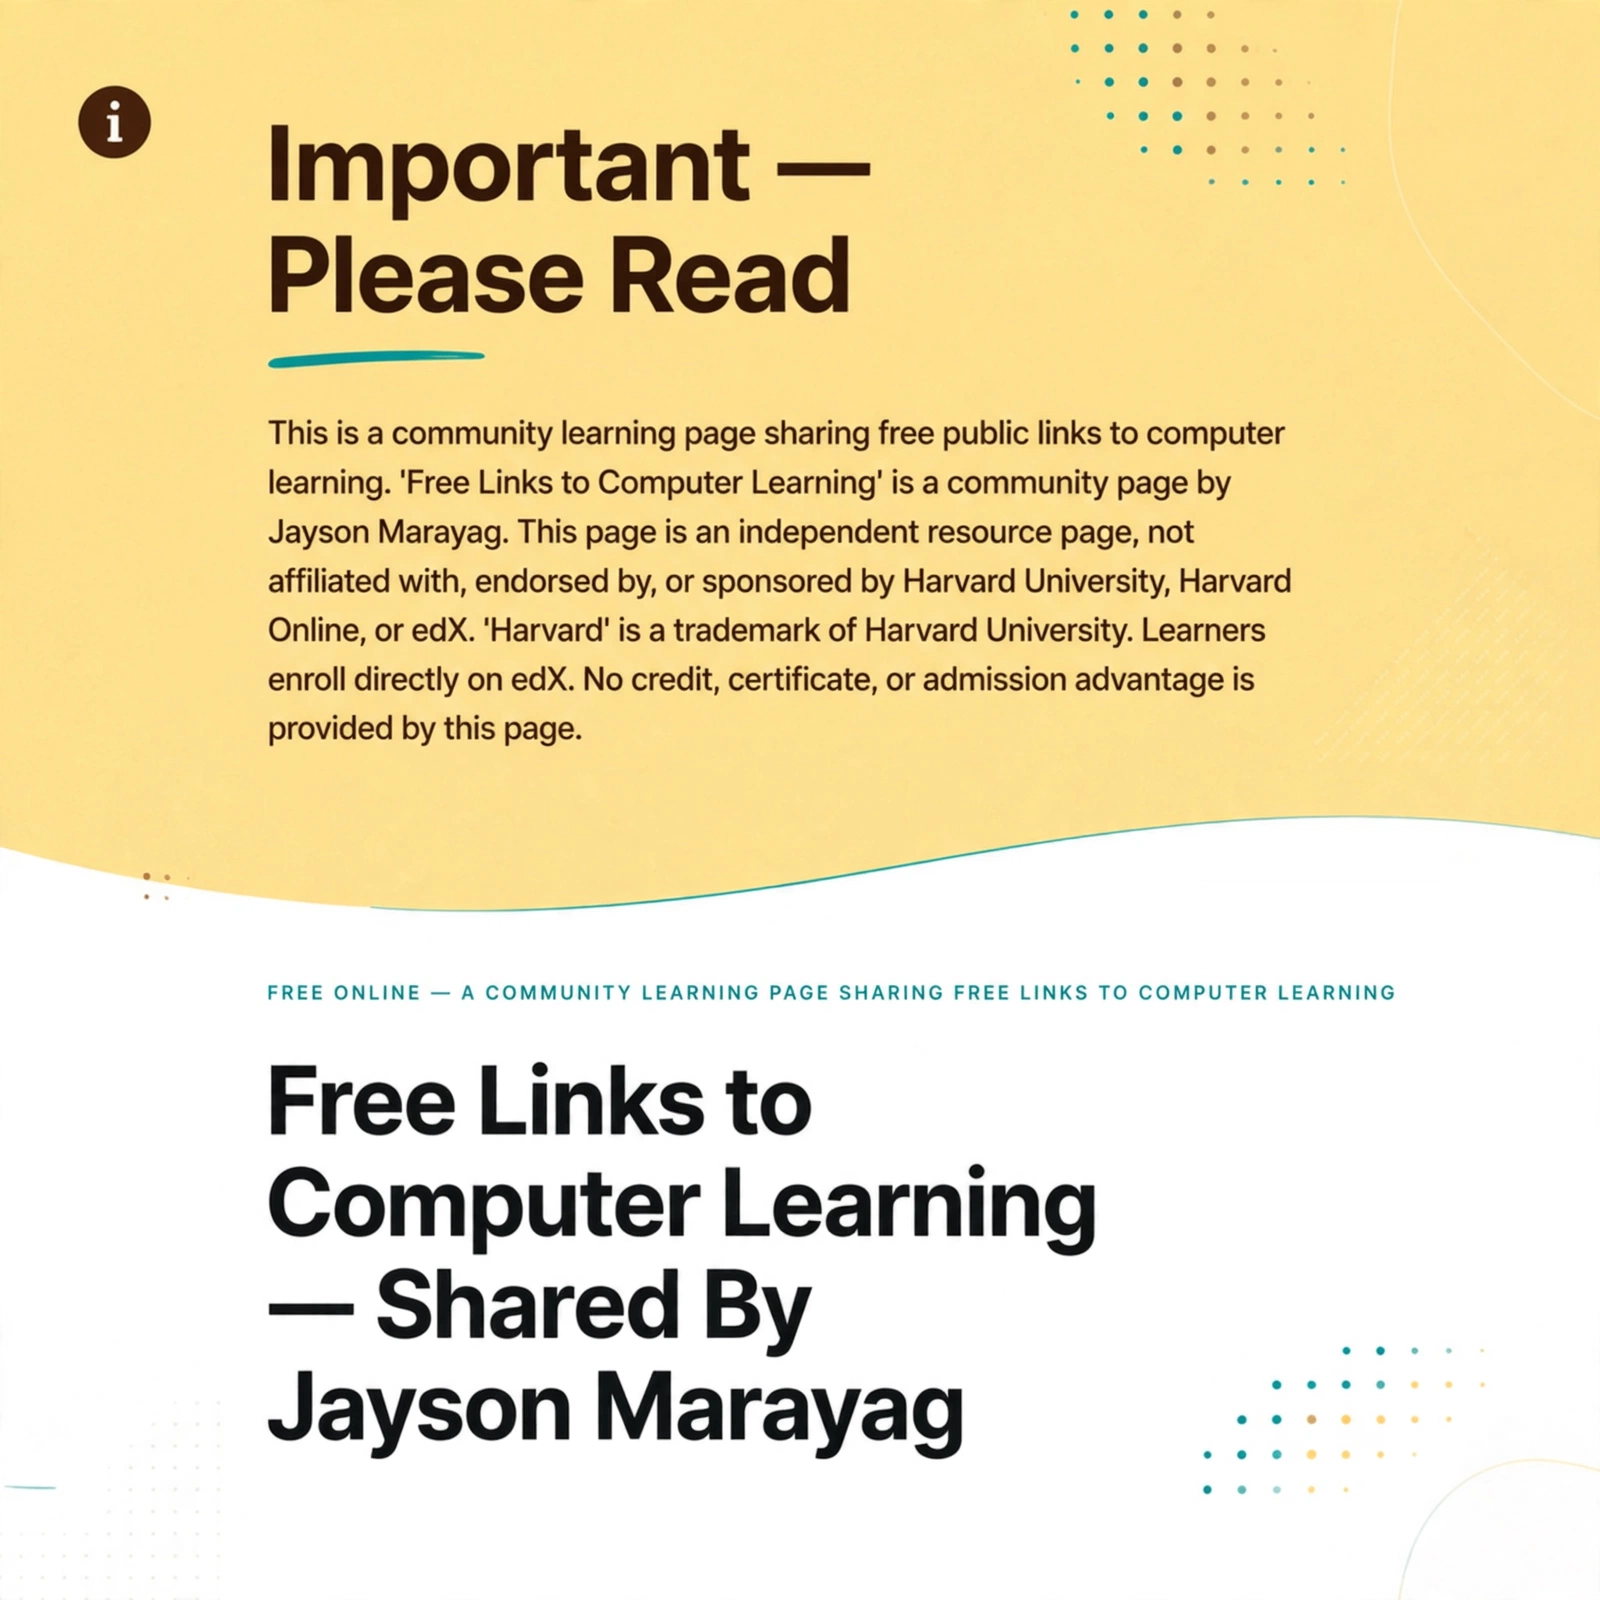 i
Important —
Please Read
This is a community learning page sharing free public links to computer
learning. 'Free Links to Computer Learning' is a community page by
Jayson Marayag. This page is an independent resource page, not
affiliated with, endorsed by, or sponsored by Harvard University, Harvard
Online, or edX. 'Harvard' is a trademark of Harvard University. Learners
enroll directly on edX. No credit, certificate, or admission advantage is
provided by this page.
FREE ONLINE — A COMMUNITY LEARNING PAGE SHARING FREE LINKS TO COMPUTER LEARNING
Free Links to
Computer Learning
— Shared By
Jayson Marayag